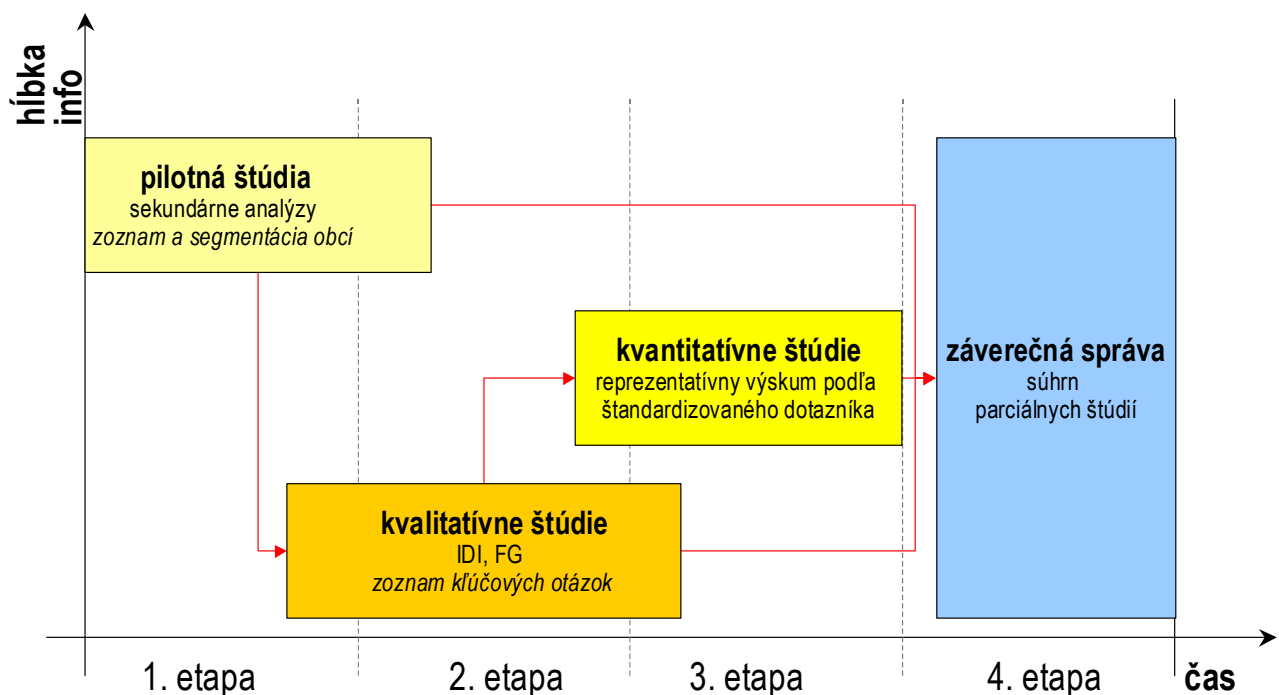 hĺbka
info
pilotná štúdia
sekundárne analýzy
zoznam a segmentácia obcí
kvantitatívne štúdie
reprezentatívny výskum podľa
štandardizovaného dotazníka
záverečná správa
súhrn
parciálnych štúdií
kvalitatívne štúdie
IDI, FG
zoznam kľúčových otázok
1. etapa
2. etapa
3. etapa
4. etapa
čas